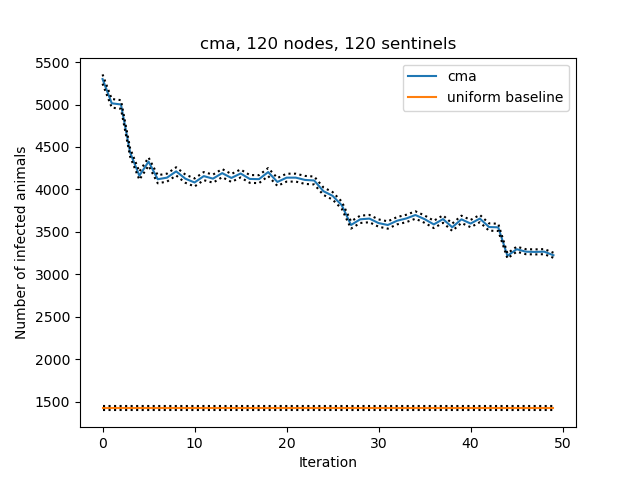 cma, 120 nodes, 120 sentinels
cma
uniform baseline
Number of infected animals
5500
5000
4500
4000
3500
3000
2500
2000
1500
0 10 20 30 40 50
Iteration